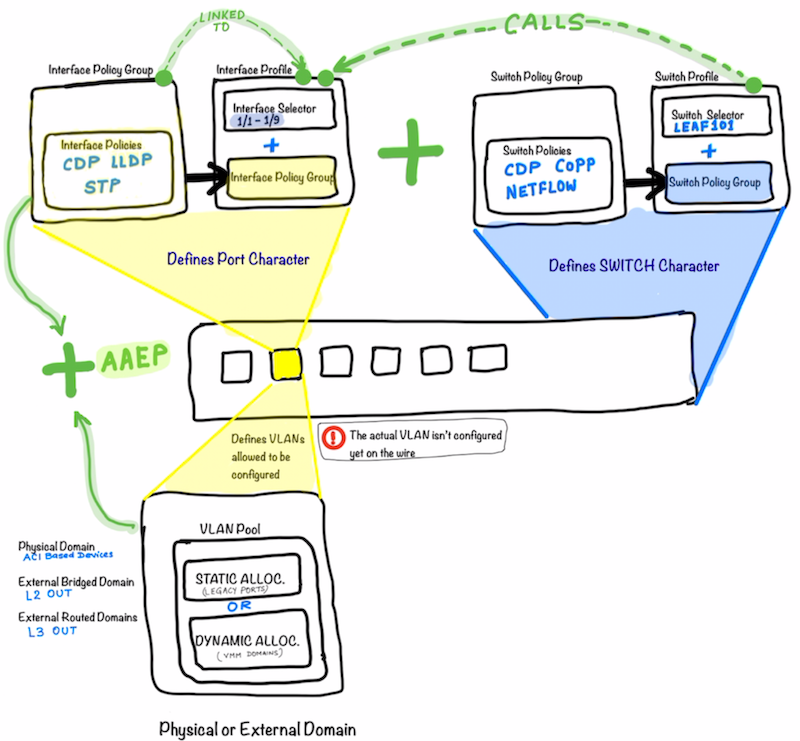 LINKED
TO
CALLS
Interface Policy Group
Interface Profile
Switch Policy Group
Switch Profile
Interface Selector
1/1 - 1/9
+
Interface Policy Group
Interface Policies
CDP LLDP
STP
+
Switch Policies
CDP CoPP
NETFLOW
Switch Selector
LEAF101
+
Switch Policy Group
Defines Port Character
Defines SWITCH Character
+ AAEP
Defines VLANs
allowed to be
configured
! The actual VLAN isn't configured
yet on the wire
VLAN Pool
STATIC ALLOC.
(LEGACY PORTS)
OR
DYNAMIC ALLOC.
(VMM DOMAINS)
Physical Domain
ACI Based Devices
External Bridged Domain
L2 OUT
External Routed Domains
L3 OUT
Physical or External Domain